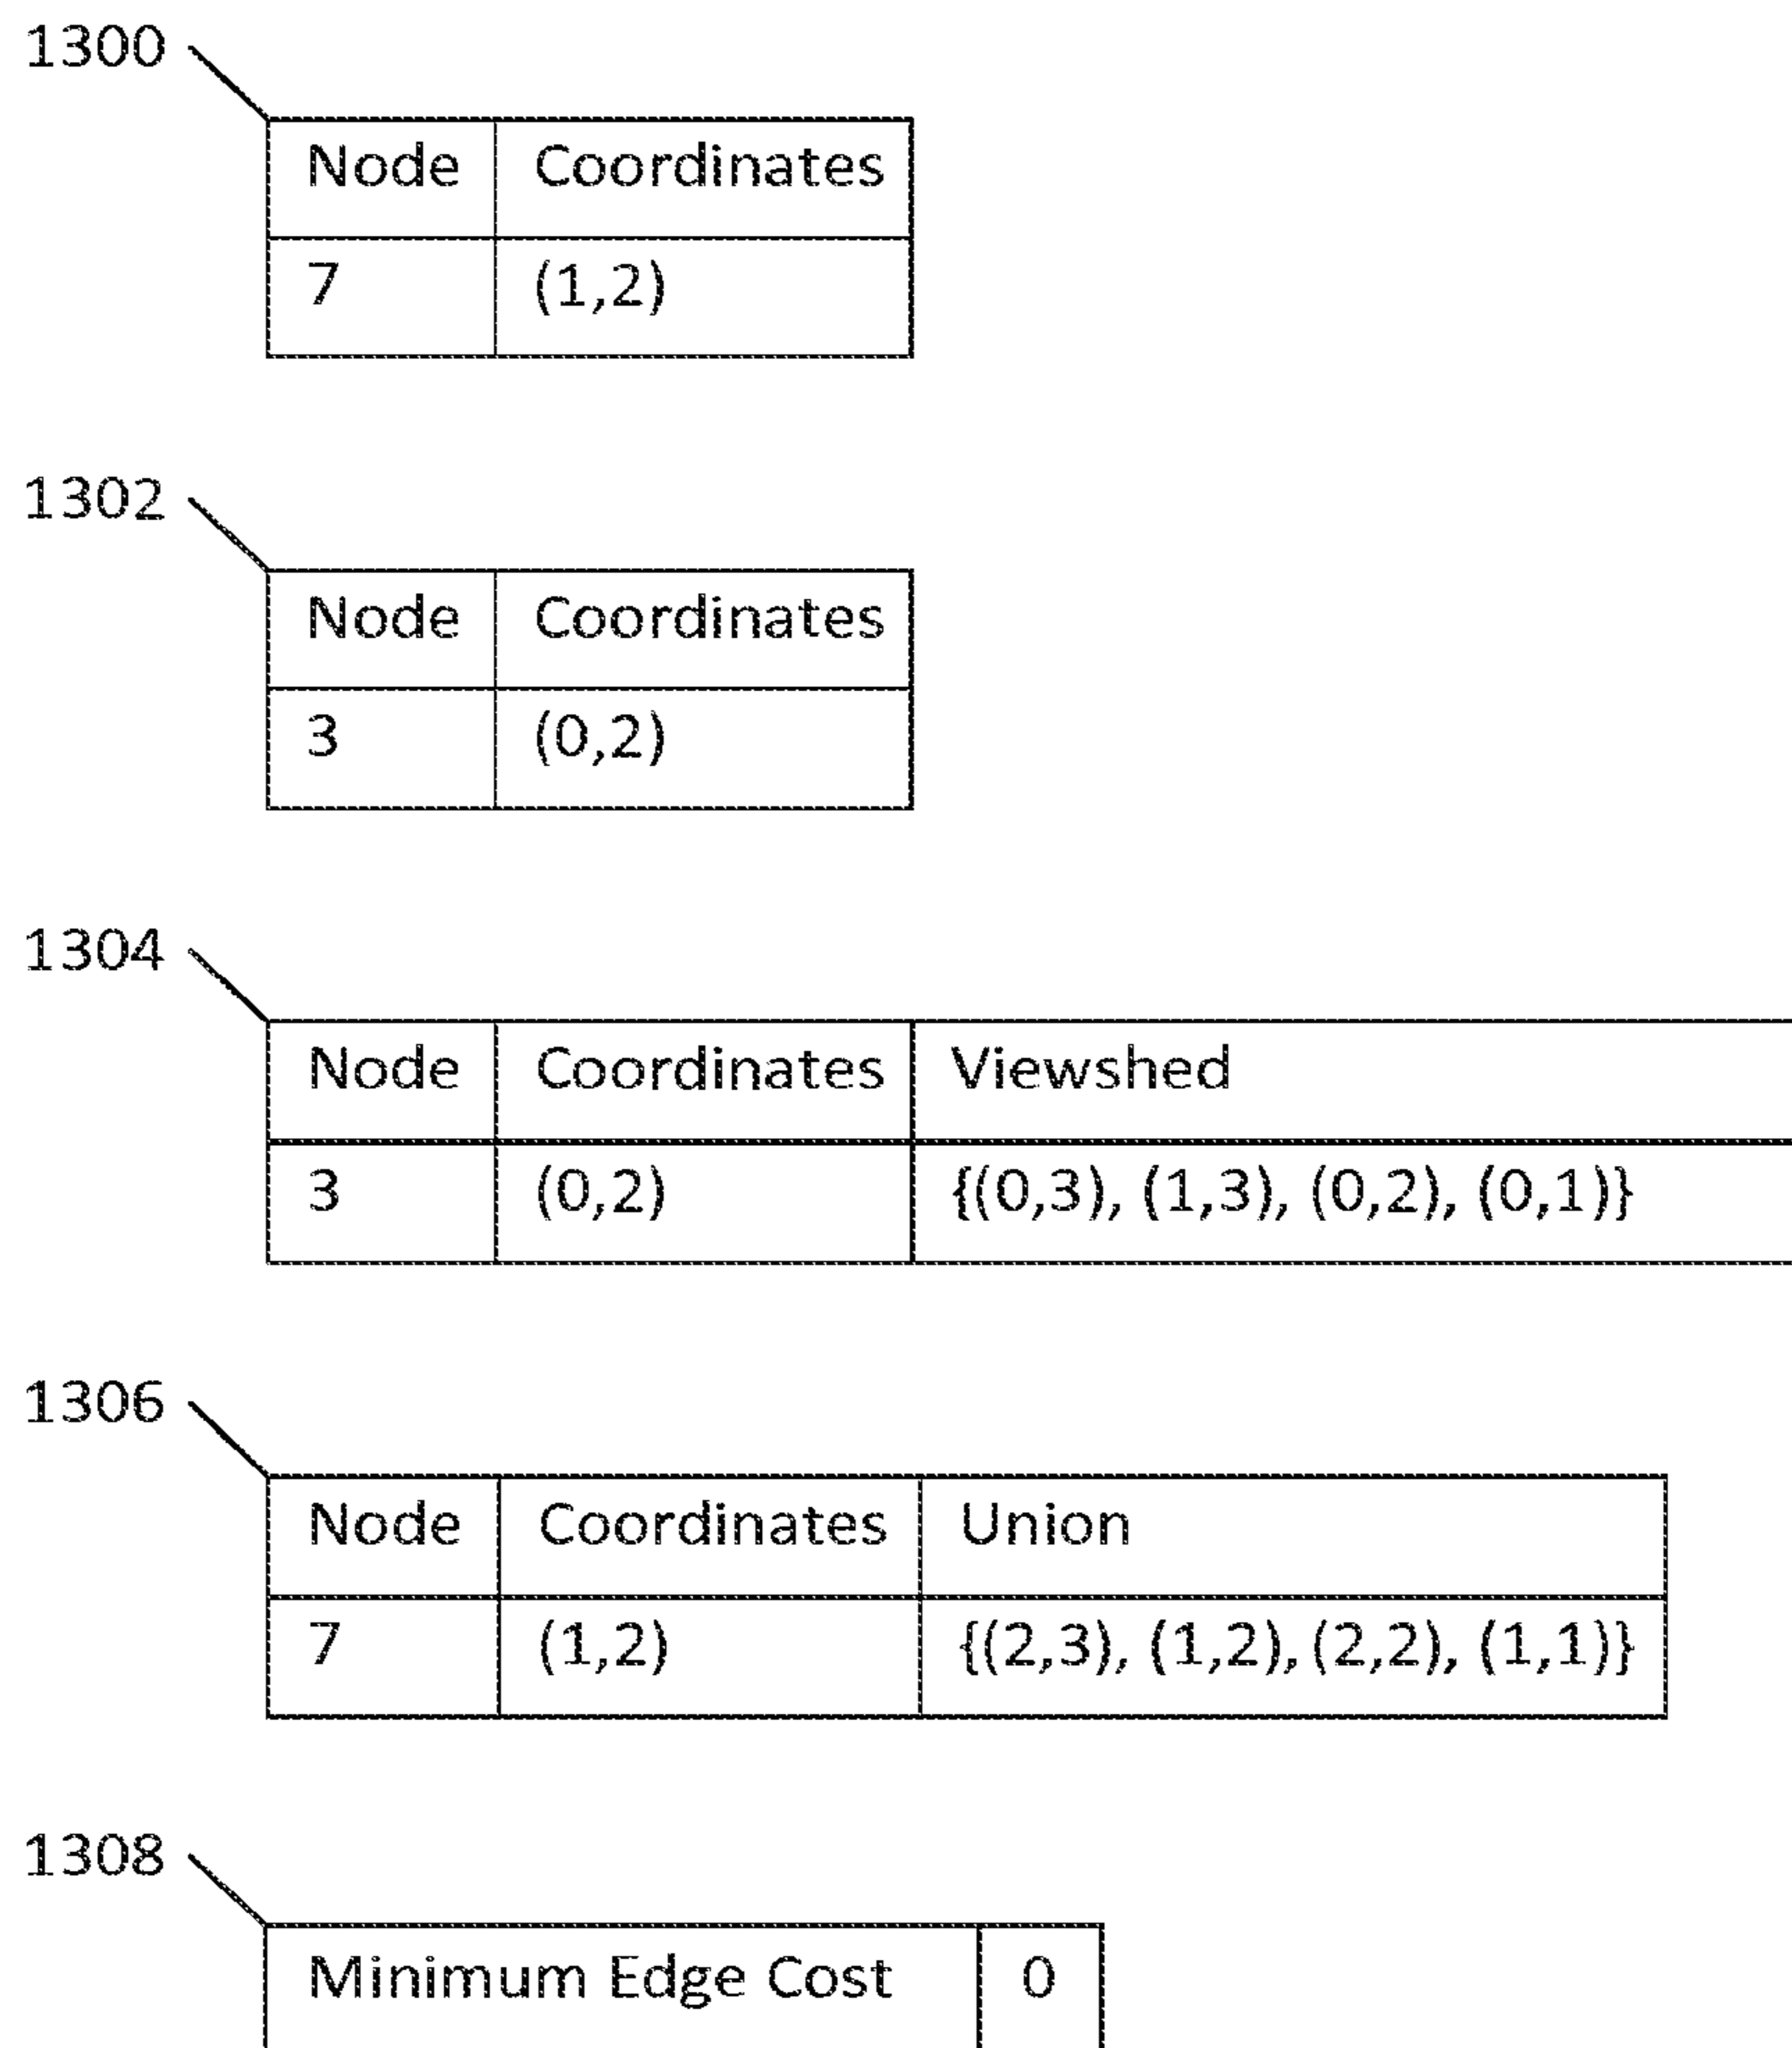 1300
Node Coordinates
7 (1,2)
1302
Node Coordinates
3 (0,2)
1304
Node Coordinates Viewshed
3 (0,2) {(0,3), (1,3), (0,2), (0,1)}
1306
Node Coordinates Union
7 (1,2) {(2,3), (1,2), (2,2), (1,1)}
1308
Minimum Edge Cost 0